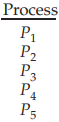 Process
P₁
P₂
P₃
P₄
P₅